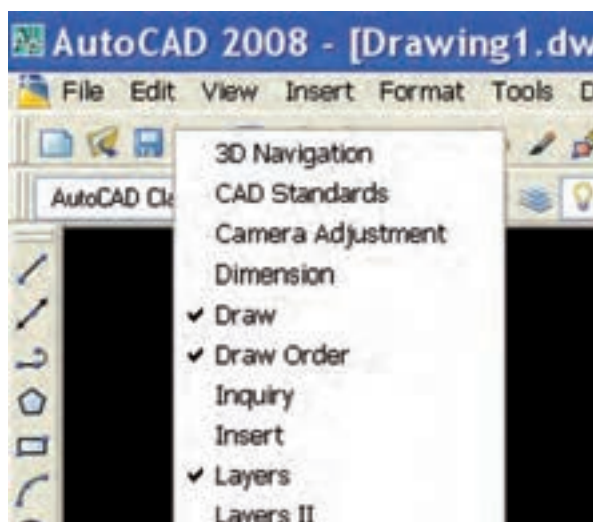 AutoCAD 2008 - [Drawing1.dw
File Edit View Insert Format Tools D
AutoCAD Cla
3D Navigation
CAD Standards
Camera Adjustment
Dimension
Draw
Draw Order
Inquiry
Insert
Layers
Layers II